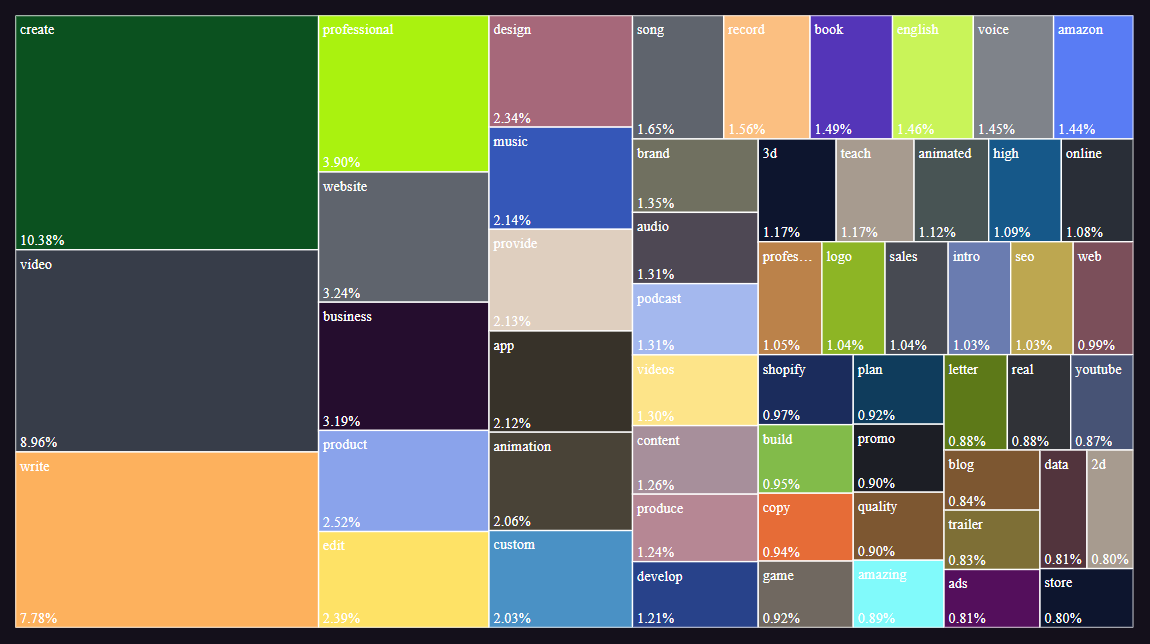 create
10.38%
video
8.96%
write
7.78%
professional
3.90%
website
3.24%
business
3.19%
product
2.52%
edit
2.39%
design
2.34%
music
2.14%
provide
2.13%
app
2.12%
animation
2.06%
custom
2.03%
song
1.65%
record
1.56%
book
1.49%
english
1.46%
voice
1.45%
amazon
1.44%
brand
1.35%
audio
1.31%
podcast
1.31%
videos
1.30%
content
1.26%
produce
1.24%
develop
1.21%
3d
1.17%
teach
1.17%
animated
1.12%
high
1.09%
online
1.08%
profes...
1.05%
logo
1.04%
sales
1.04%
intro
1.03%
seo
1.03%
web
0.99%
shopify
0.97%
build
0.95%
copy
0.94%
game
0.92%
plan
0.92%
promo
0.90%
quality
0.90%
amazing
0.89%
letter
0.88%
real
0.88%
youtube
0.87%
blog
0.84%
trailer
0.83%
ads
0.81%
data
0.81%
2d
0.80%
store
0.80%